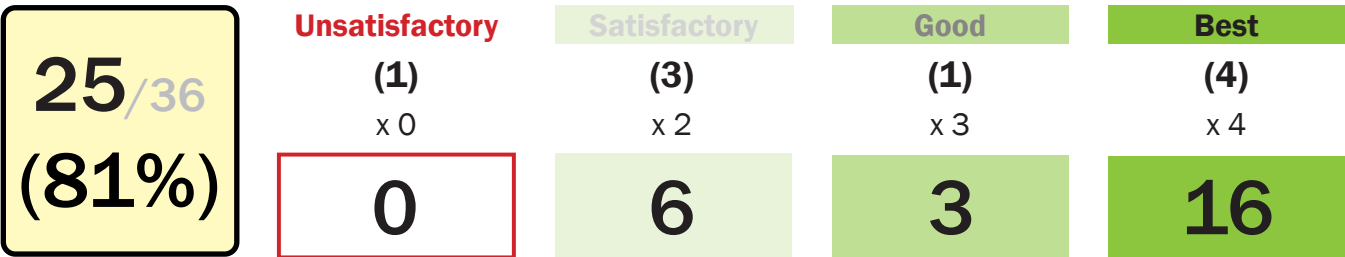 25/36
(81%)
Unsatisfactory
(1)
x 0
0
Satisfactory
(3)
x 2
6
Good
(1)
x 3
3
Best
(4)
x 4
16